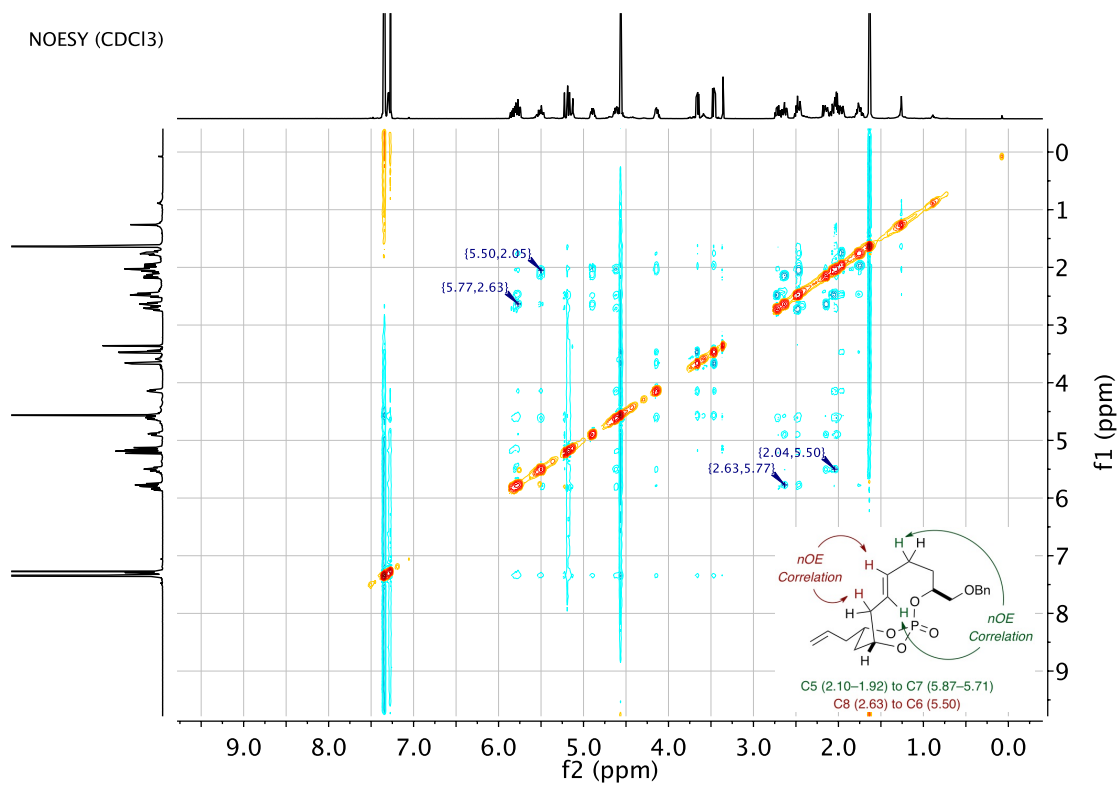 NOESY (CDCl3)
0
1
{5.50,2.05}
2
{5.77,2.63}
3
4
5
{2.04,5.50}
{2.63,5.77}
6
7
8
9
f1 (ppm)
H H
nOE
Correlation
H
H
H
H
O
OBn
O
P
O
O
H
nOE
Correlation
C5 (2.10–1.92) to C7 (5.87–5.71)
C8 (2.63) to C6 (5.50)
9.0 8.0 7.0 6.0 5.0 4.0 3.0 2.0 1.0 0.0
f2 (ppm)